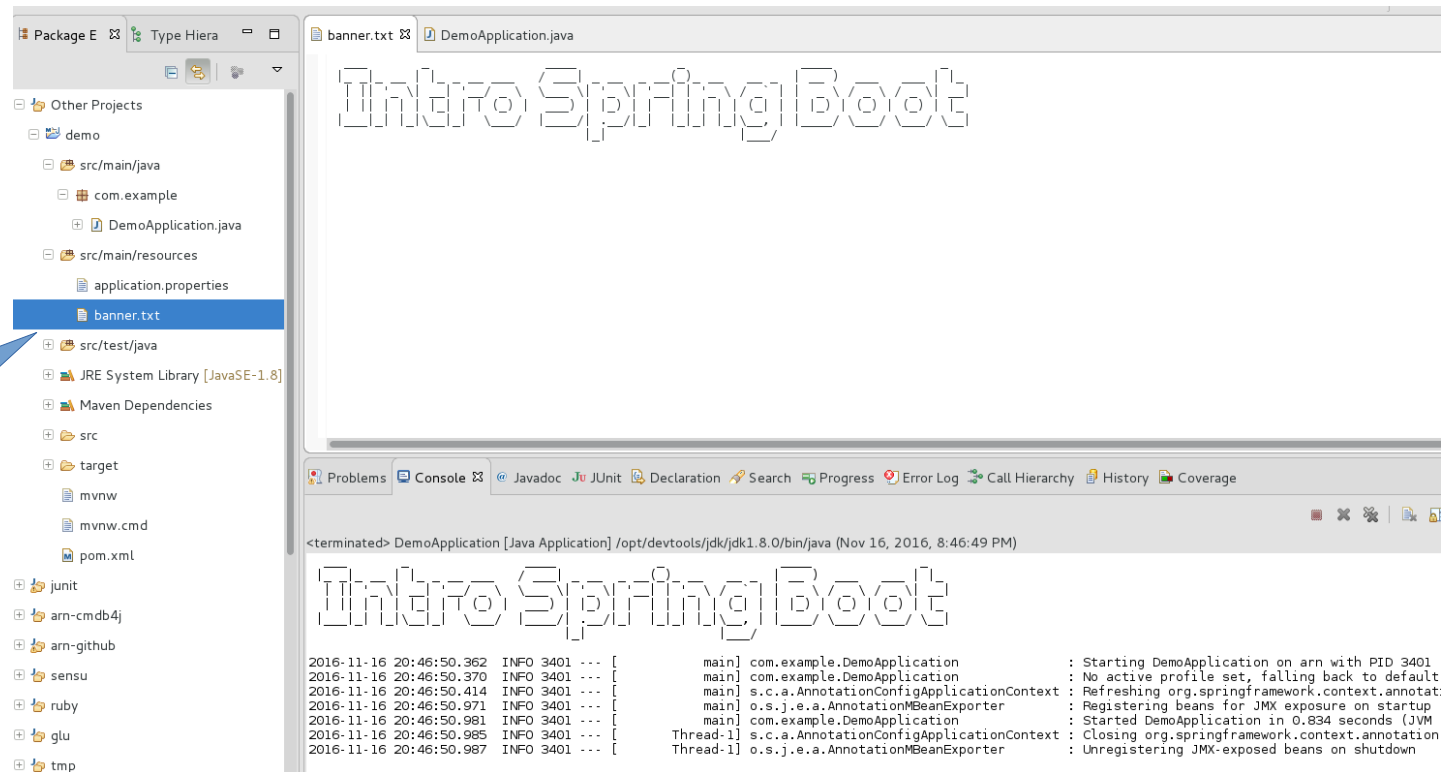 Package E Type Hiera
Other Projects
demo
src/main/java
com.example
DemoApplication.java
src/main/resources
application.properties
banner.txt
src/test/java
JRE System Library [JavaSE-1.8]
Maven Dependencies
src
target
mvnw
mvnw.cmd
pom.xml
junit
arn-cmdb4j
arn-github
sensu
ruby
glu
tmp
banner.txt DemoApplication.java
Intro Spring Boot
Problems Console Javadoc JUnit Declaration Search Progress Error Log Call Hierarchy History Coverage
<terminated> DemoApplication [Java Application] /opt/devtools/jdk/jdk1.8.0/bin/java (Nov 16, 2016, 8:46:49 PM)
Intro Spring Boot
2016-11-16 20:46:50.362 INFO 3401 --- [ main] com.example.DemoApplication : Starting DemoApplication on arn with PID 3401
2016-11-16 20:46:50.370 INFO 3401 --- [ main] com.example.DemoApplication : No active profile set, falling back to default
2016-11-16 20:46:50.414 INFO 3401 --- [ main] s.c.a.AnnotationConfigApplicationContext : Refreshing org.springframework.context.annotat
2016-11-16 20:46:50.971 INFO 3401 --- [ main] o.s.j.e.a.AnnotationMBeanExporter : Registering beans for JMX exposure on startup
2016-11-16 20:46:50.981 INFO 3401 --- [ main] com.example.DemoApplication : Started DemoApplication in 0.834 seconds (JVM
2016-11-16 20:46:50.985 INFO 3401 --- [ Thread-1] s.c.a.AnnotationConfigApplicationContext : Closing org.springframework.context.annotation
2016-11-16 20:46:50.987 INFO 3401 --- [ Thread-1] o.s.j.e.a.AnnotationMBeanExporter : Unregistering JMX-exposed beans on shutdown